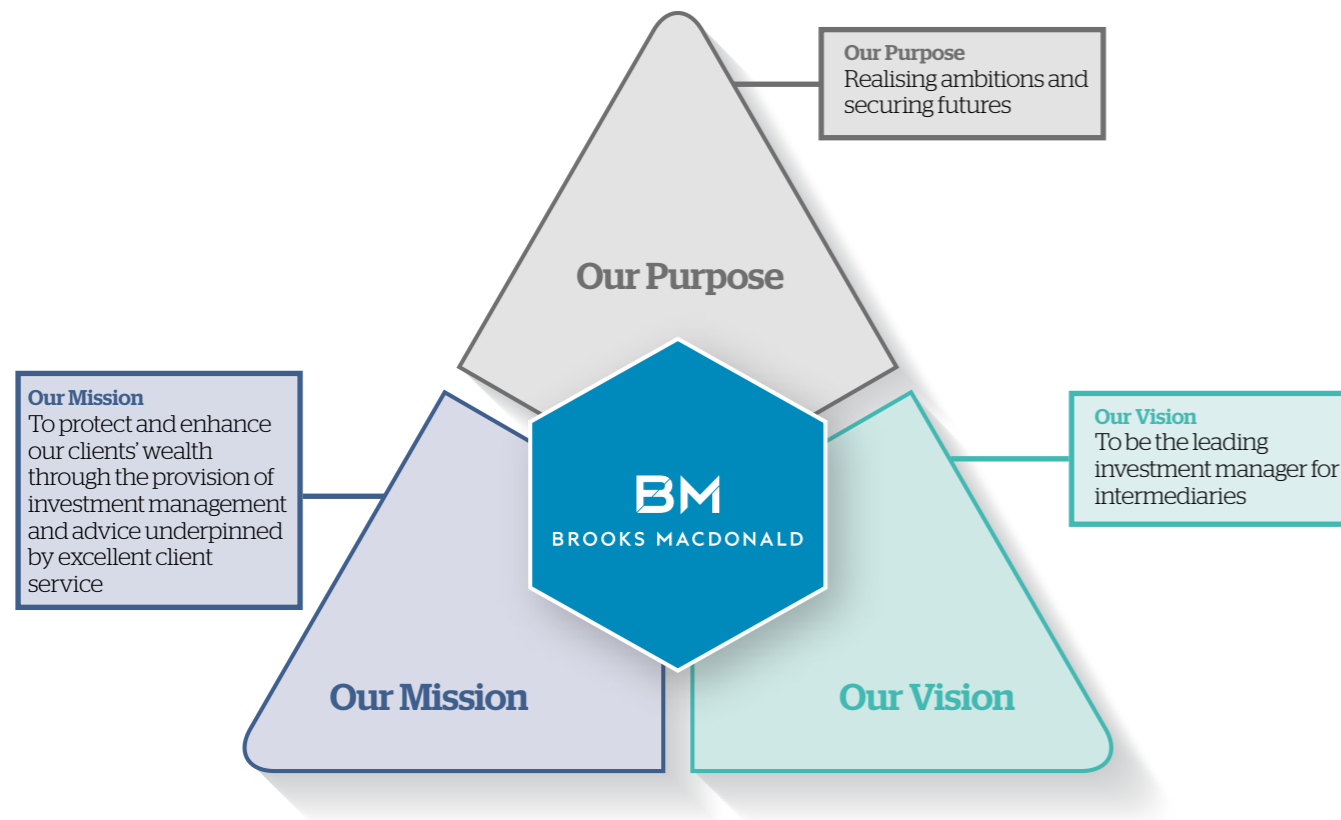 Our Purpose
Realising ambitions and
securing futures
Our Purpose
Our Mission
To protect and enhance
our clients' wealth
through the provision of
investment management
and advice underpinned
by excellent client
service
Our Vision
To be the leading
investment manager for
intermediaries
BM
BROOKS MACDONALD
Our Mission
Our Vision